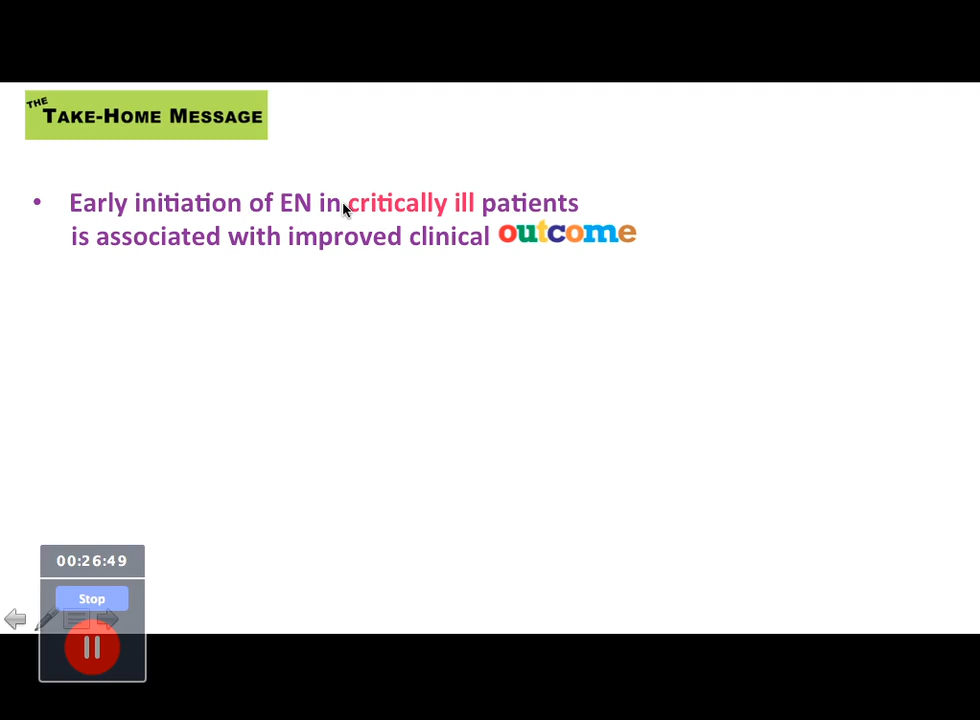 THE
TAKE-HOME MESSAGE
• Early initiation of EN in critically ill patients
is associated with improved clinical outcome
00:26:49
Stop